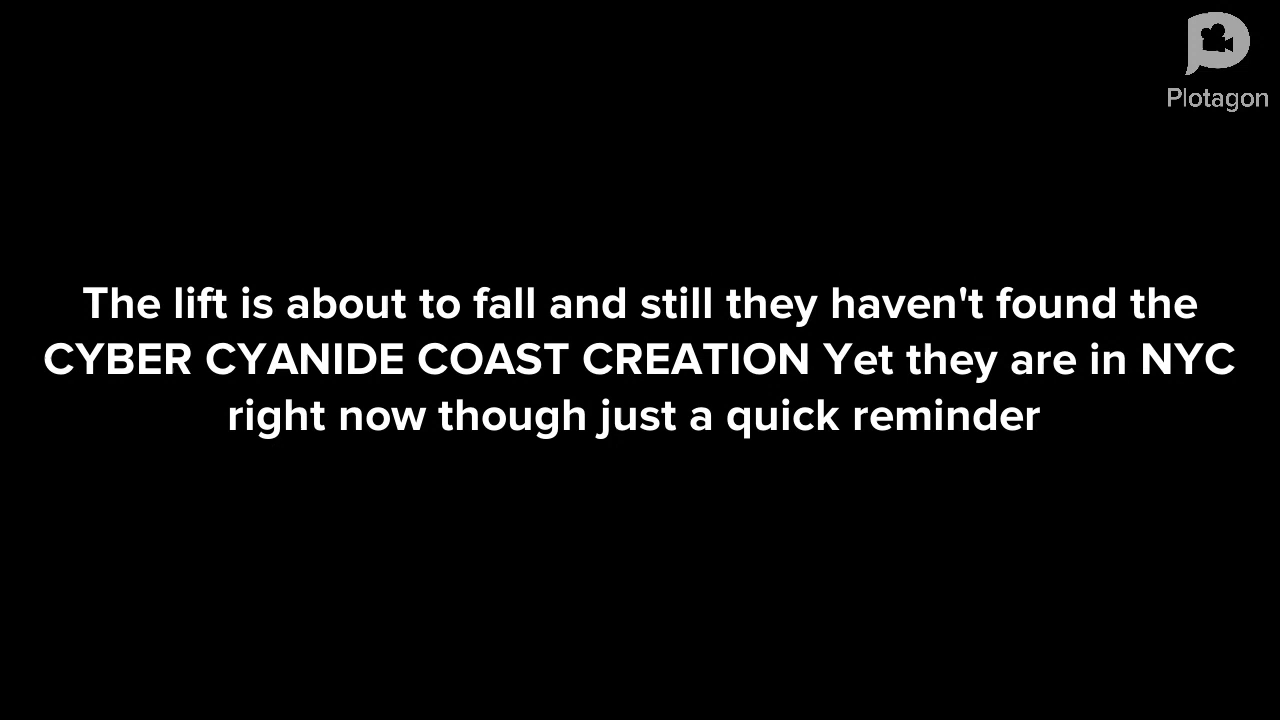 Plotagon
The lift is about to fall and still they haven't found the
CYBER CYANIDE COAST CREATION Yet they are in NYC
right now though just a quick reminder